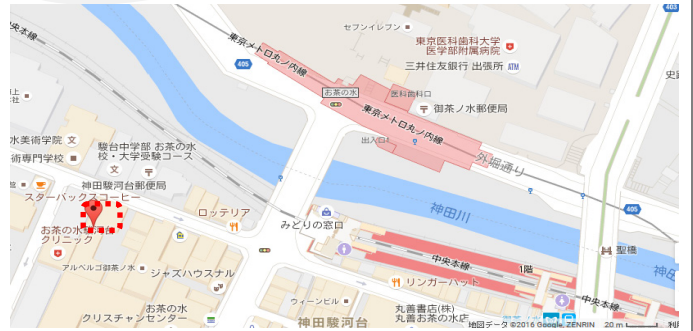 セブンイレブン
403
東京医科歯科大学
医学部附属病院
中央本線
東京メトロ丸ノ内線
405
三井住友銀行 出張所 ATM
お茶の水
医科歯科口
御茶ノ水郵便局
東京メトロ丸ノ内線
出入口1
外堀通り
水美術学院 文
術専門学校
駿台中学部 お茶の水
校・大学受験コース
文
神田駿河台郵便局
スターバックスコーヒー
405
ロッテリア
みどりの窓口
神田川
お茶の水
クリニック
聖橋
中央本線
1階
アルベルゴ御茶ノ水
ジャズハウスナル
リンガーハット
中央本線
お茶の水
クリスチャンセンター
ウィーンビル
神田駿河台
丸善書店(株)
丸善お茶の水店
地図データ ©2016 Google, ZENRIN
20 m